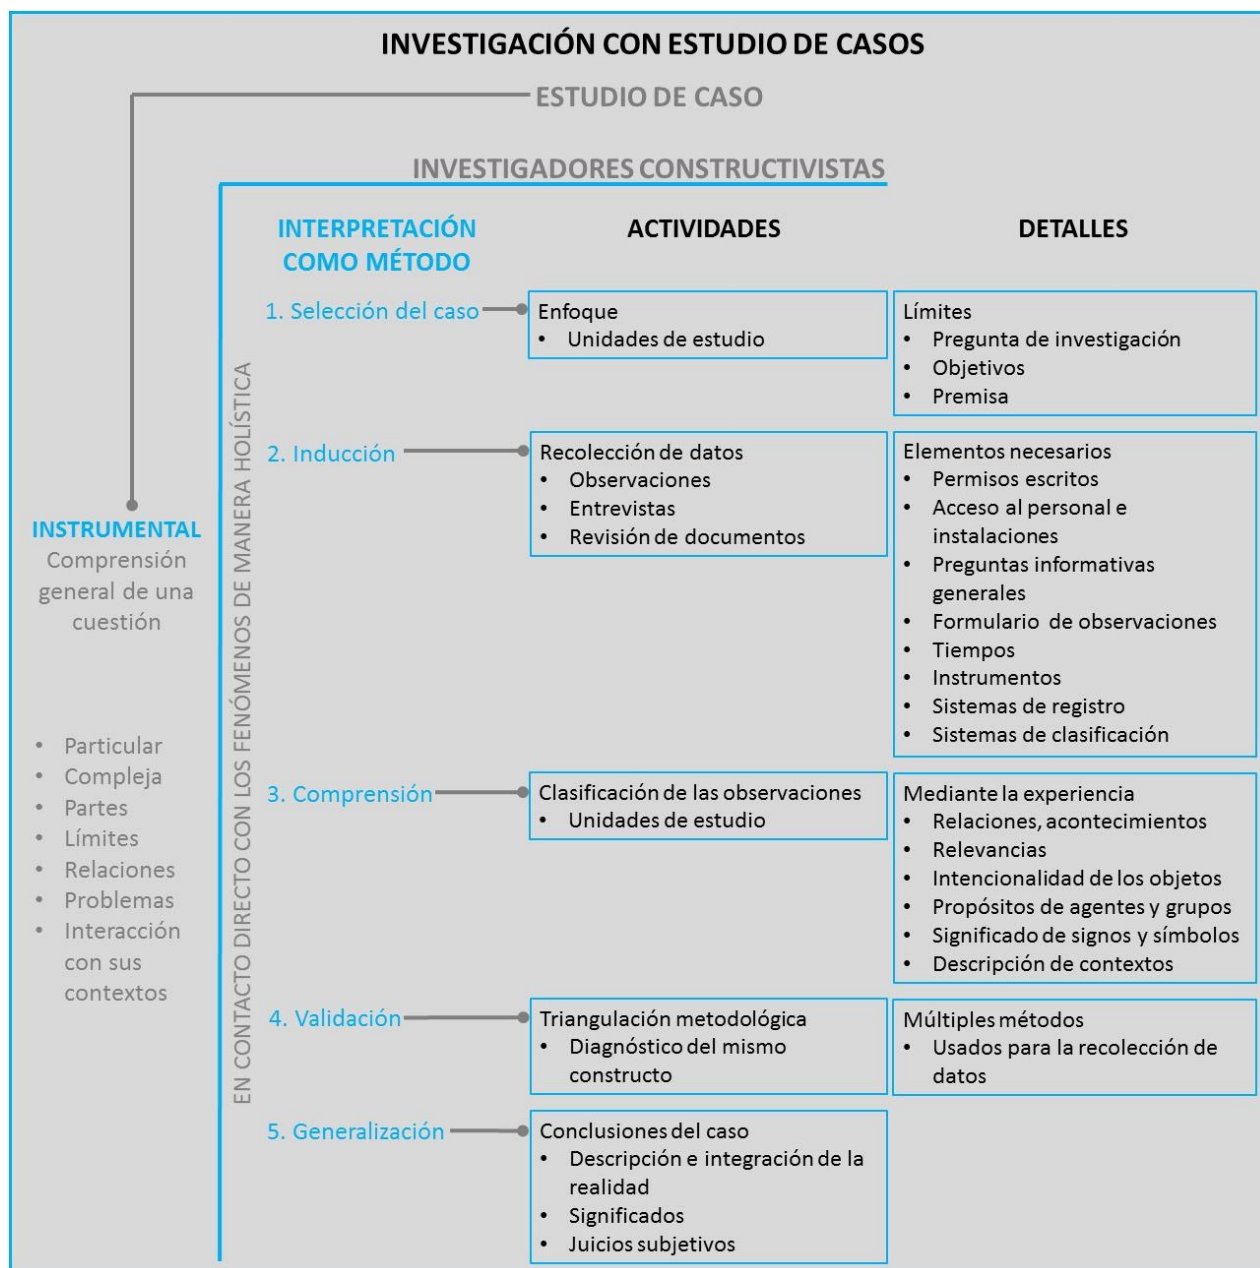 INVESTIGACIÓN CON ESTUDIO DE CASOS
ESTUDIO DE CASO
INVESTIGADORES CONSTRUCTIVISTAS
INSTRUMENTAL
Comprensión
general de una
cuestión
• Particular
• Compleja
• Partes
• Límites
• Relaciones
• Problemas
• Interacción
con sus
contextos
EN CONTACTO DIRECTO CON LOS FENÓMENOS DE MANERA HOLÍSTICA
INTERPRETACIÓN
COMO MÉTODO
ACTIVIDADES
DETALLES
1. Selección del caso
Enfoque
• Unidades de estudio
Límites
• Pregunta de investigación
• Objetivos
• Premisa
2. Inducción
Recolección de datos
• Observaciones
• Entrevistas
• Revisión de documentos
Elementos necesarios
• Permisos escritos
• Acceso al personal e
instalaciones
• Preguntas informativas
generales
• Formulario de observaciones
• Tiempos
• Instrumentos
• Sistemas de registro
• Sistemas de clasificación
3. Comprensión
Clasificación de las observaciones
• Unidades de estudio
Mediante la experiencia
• Relaciones, acontecimientos
• Relevancias
• Intencionalidad de los objetos
• Propósitos de agentes y grupos
• Significado de signos y símbolos
• Descripción de contextos
4. Validación
Triangulación metodológica
• Diagnóstico del mismo
constructo
Múltiples métodos
• Usados para la recolección de
datos
5. Generalización
Conclusiones del caso
• Descripción e integración de la
realidad
• Significados
• Juicios subjetivos